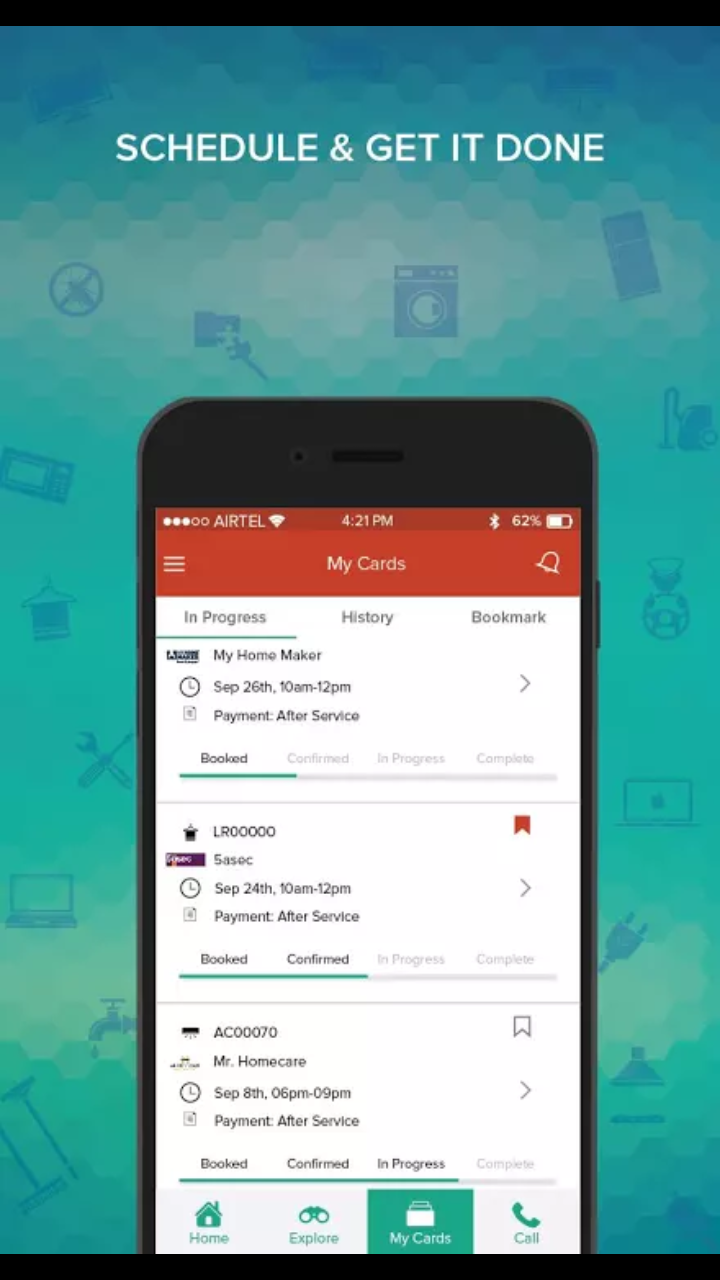 SCHEDULE & GET IT DONE
AIRTEL 4:21 PM 62%
My Cards
In Progress History Bookmark
My Home Maker
Sep 26th, 10am-12pm
Payment: After Service
Booked Confirmed In Progress Complete
LR00000
5asec
Sep 24th, 10am-12pm
Payment: After Service
Booked Confirmed In Progress Complete
AC00070
Mr. Homecare
Sep 8th, 06pm-09pm
Payment: After Service
Booked Confirmed In Progress Complete
Home Explore My Cards Call